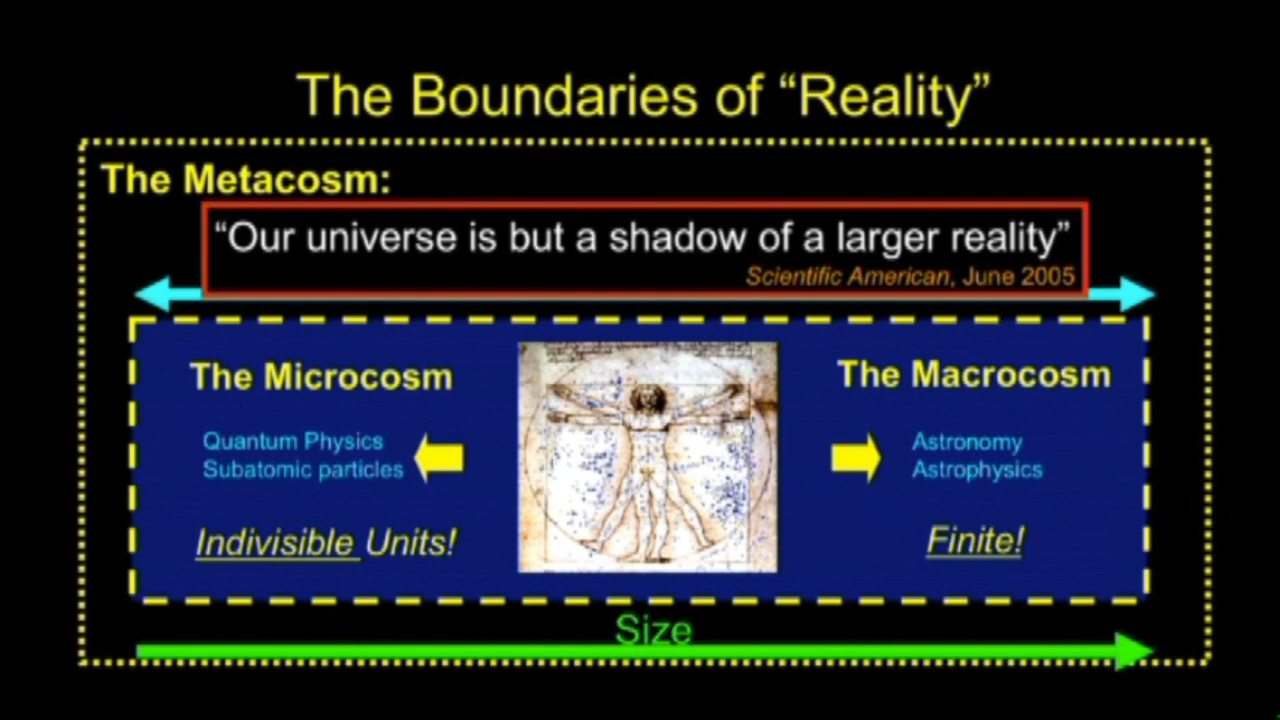 The Boundaries of “Reality”
The Metacosm:
“Our universe is but a shadow of a larger reality”
Scientific American, June 2005
The Microcosm
Quantum Physics
Subatomic particles
Indivisible Units!
The Macrocosm
Astronomy
Astrophysics
Finite!
Size